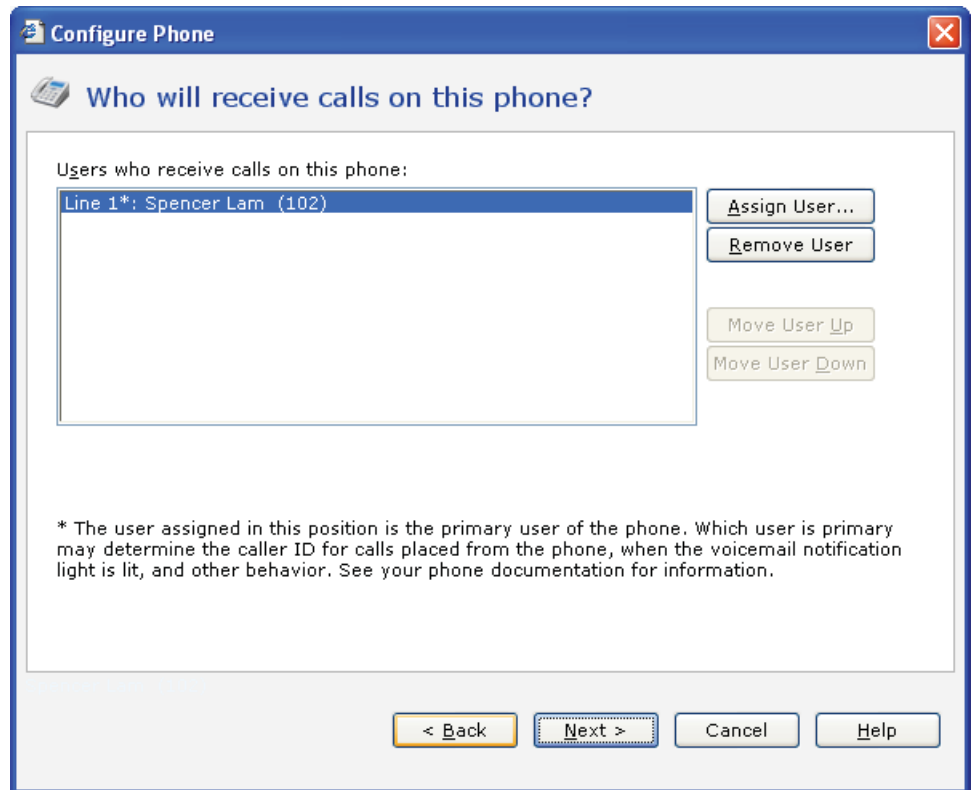 Configure Phone
Who will receive calls on this phone?
Users who receive calls on this phone:
Line 1*: Spencer Lam (102)
Assign User...
Remove User
Move User Up
Move User Down
* The user assigned in this position is the primary user of the phone. Which user is primary
may determine the caller ID for calls placed from the phone, when the voicemail notification
light is lit, and other behavior. See your phone documentation for information.
< Back
Next >
Cancel
Help